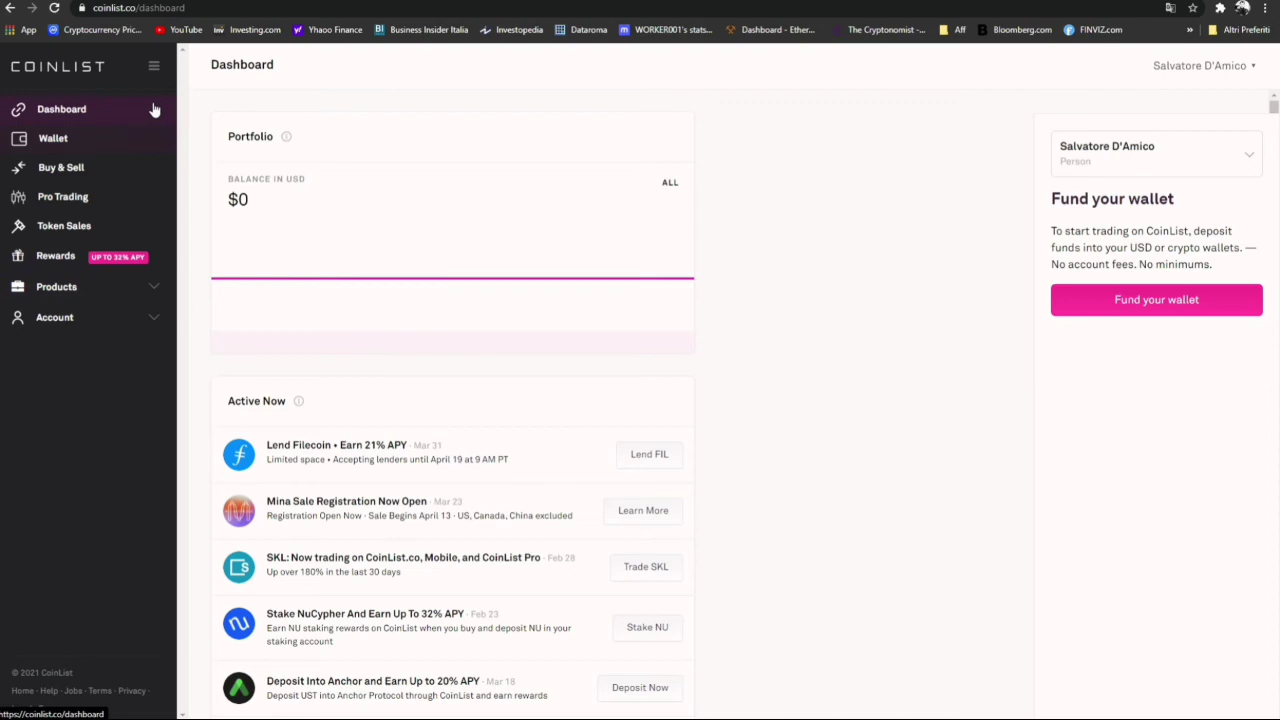 coinlist.co/dashboard
App
Cryptocurrency Pric...
YouTube
Investing.com
Yhaoo Finance
Business Insider Italia
Investopedia
Dataroma
WORKER001's stats...
Dashboard - Ether...
The Cryptonomist -...
Aff
Bloomberg.com
FINVIZ.com
»
Altri Preferiti
COINLIST
Dashboard
Wallet
Buy & Sell
Pro Trading
Token Sales
Rewards UP TO 32% APY
Products
Account
© 2021 CoinList
Home · Help · Jobs · Terms · Privacy ·
https://coinlist.co/dashboard
Dashboard
Salvatore D'Amico
Portfolio
BALANCE IN USD
ALL
$0
Active Now
Lend Filecoin • Earn 21% APY · Mar 31
Limited space • Accepting lenders until April 19 at 9 AM PT
Lend FIL
Mina Sale Registration Now Open · Mar 23
Registration Open Now · Sale Begins April 13 · US, Canada, China excluded
Learn More
SKL: Now trading on CoinList.co, Mobile, and CoinList Pro · Feb 28
Up over 180% in the last 30 days
Trade SKL
Stake NuCypher And Earn Up To 32% APY · Feb 23
Earn NU staking rewards on CoinList when you buy and deposit NU in your
staking account
Stake NU
Deposit Into Anchor and Earn Up to 20% APY · Mar 18
Deposit UST into Anchor Protocol through CoinList and earn rewards
Deposit Now
Salvatore D'Amico
Person
Fund your wallet
To start trading on CoinList, deposit
funds into your USD or crypto wallets. —
No account fees. No minimums.
Fund your wallet